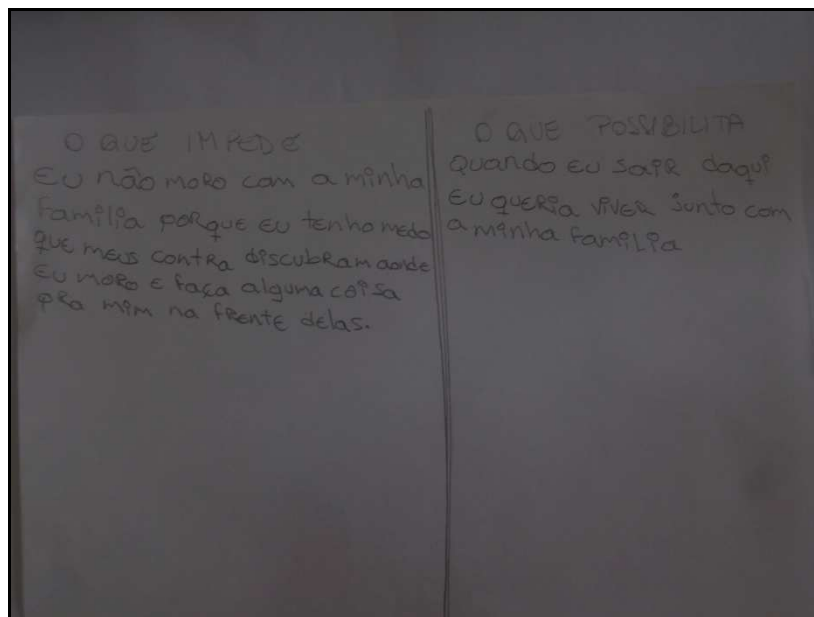 O QUE IMPEDE
EU não moRo com a minha
família poRque EU tenho medo
que meus contRa discubRam aonde
EU moRo E faça alguma coisa
pRa mim na fRente delas.
O QUE POSSIBILITA
Quando EU saiR daqui
EU queRia viveR junto com
a minha família